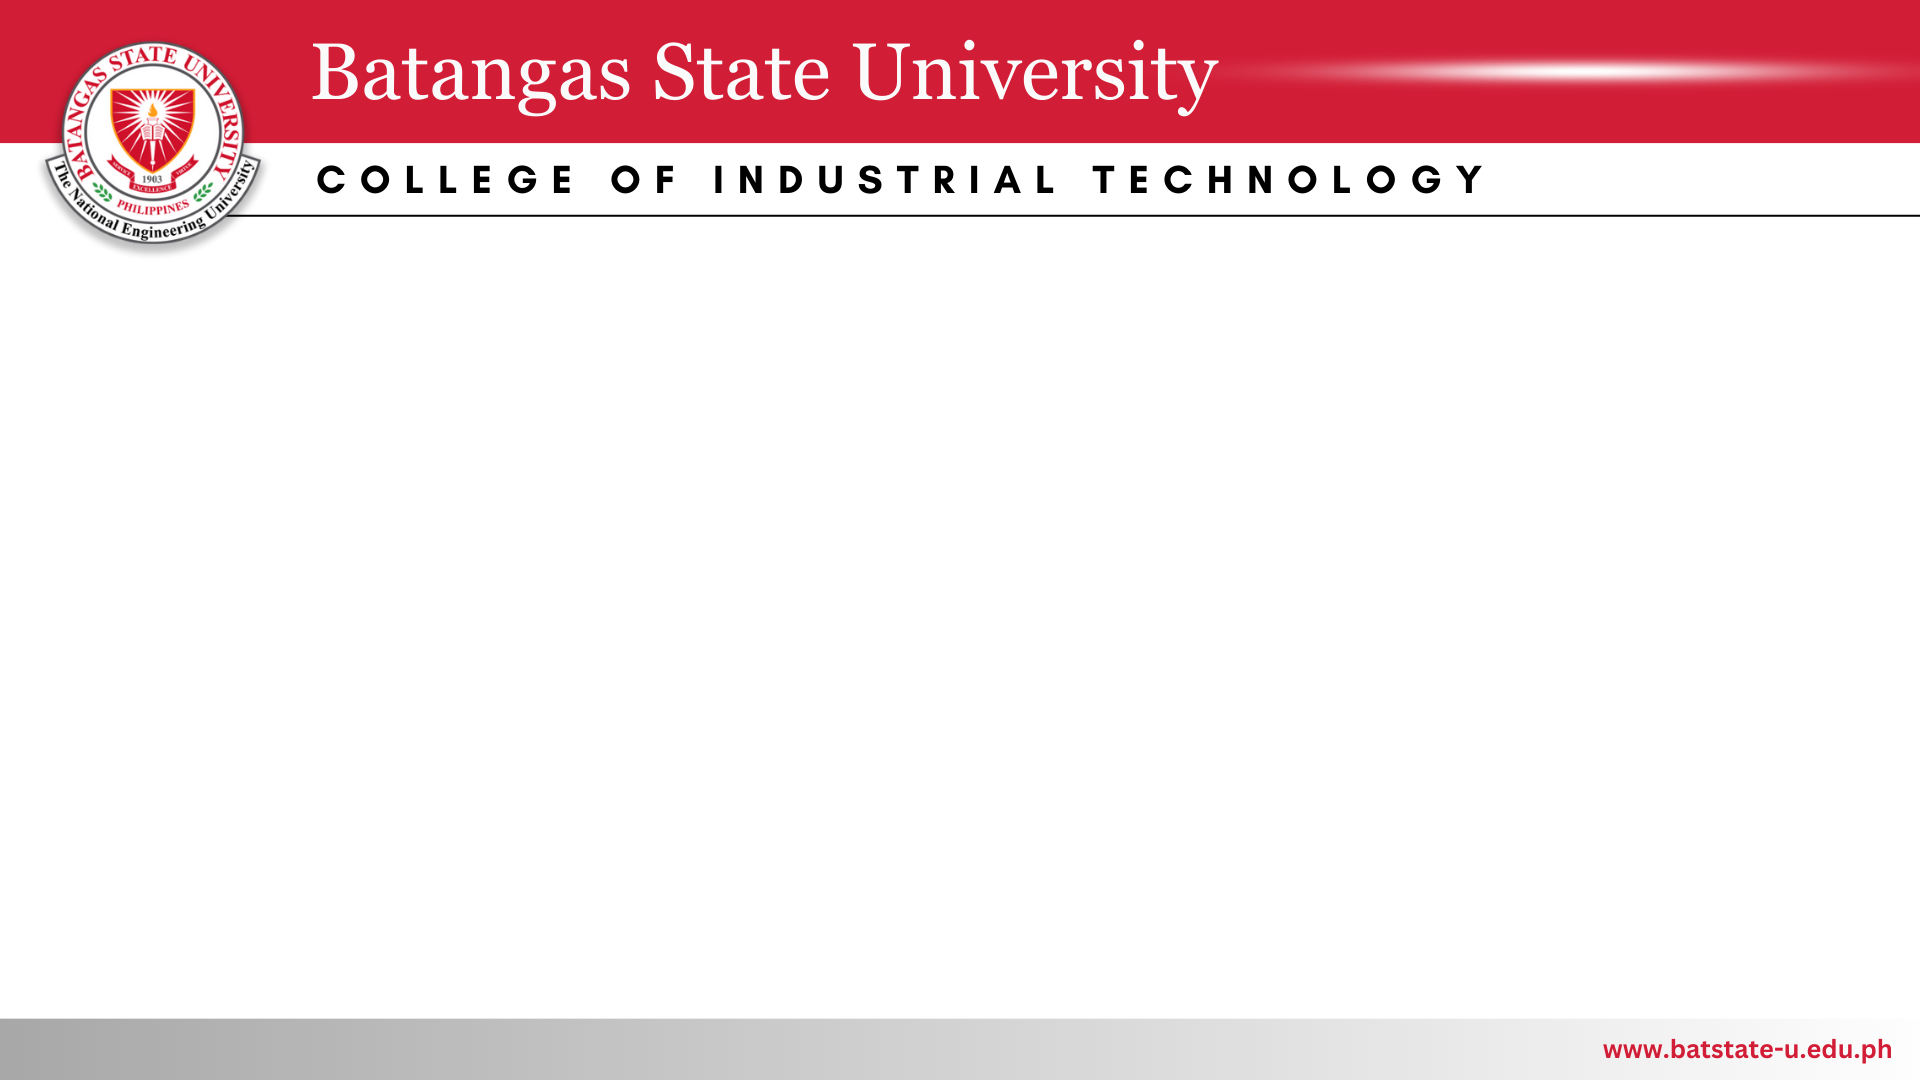 Batangas State University
COLLEGE OF INDUSTRIAL TECHNOLOGY
BATANGAS STATE UNIVERSITY
1903
EXCELLENCE
PHILIPPINES
The National Engineering University
www.batstate-u.edu.ph